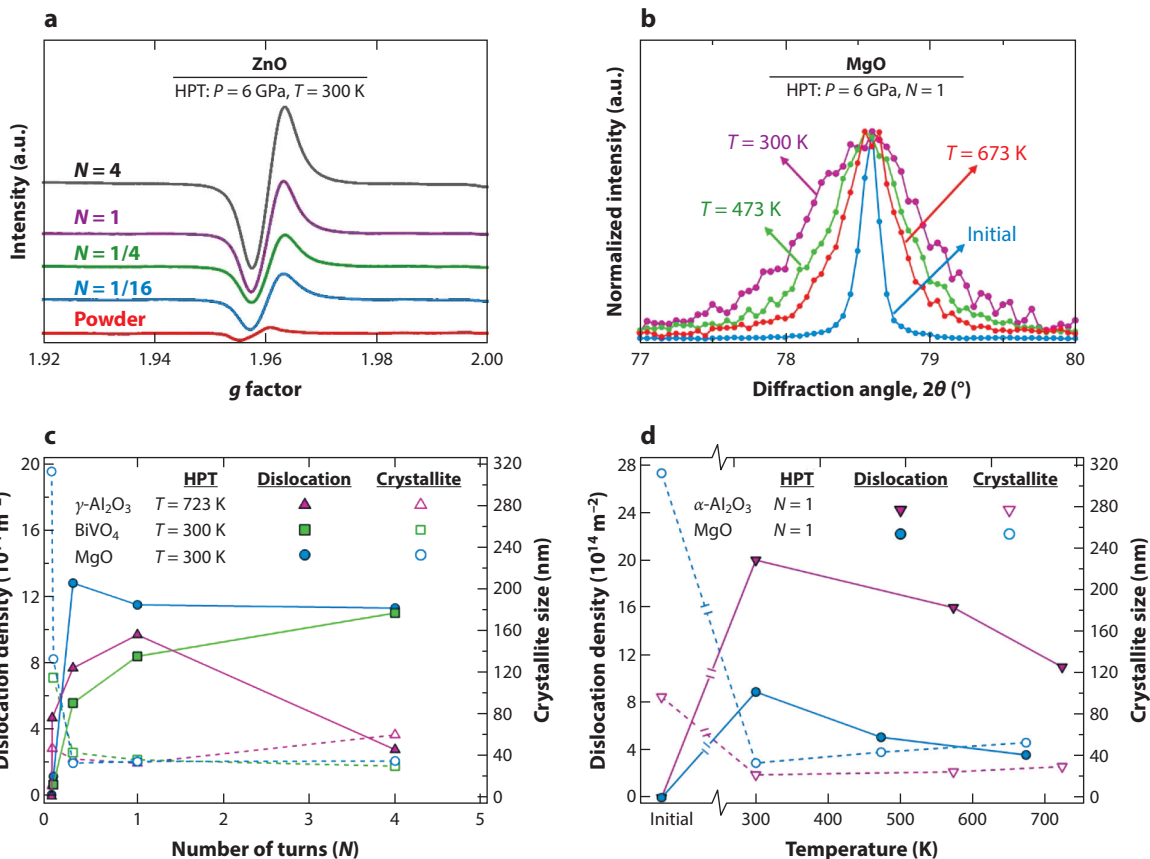 a
ZnO
HPT: P = 6 GPa, T = 300 K
Intensity (a.u.)
N = 4
N = 1
N = 1/4
N = 1/16
Powder
1.92 1.94 1.96 1.98 2.00
g factor
b
MgO
HPT: P = 6 GPa, N = 1
Normalized intensity (a.u.)
T = 300 K
T = 673 K
T = 473 K
Initial
77 78 79 80
Diffraction angle, 2θ (°)
c
HPT Dislocation Crystallite
γ-Al₂O₃ T = 723 K
BiVO₄ T = 300 K
MgO T = 300 K
20
16
12
8
4
0
320
280
240
200
160
120
80
40
0
Crystallite size (nm)
0 1 2 3 4 5
Number of turns (N)
d
HPT Dislocation Crystallite
α-Al₂O₃ N = 1
MgO N = 1
Dislocation density (10¹⁴ m⁻²)
28
24
20
16
12
8
4
0
320
280
240
200
160
120
80
40
0
Crystallite size (nm)
Initial 300 400 500 600 700
Temperature (K)